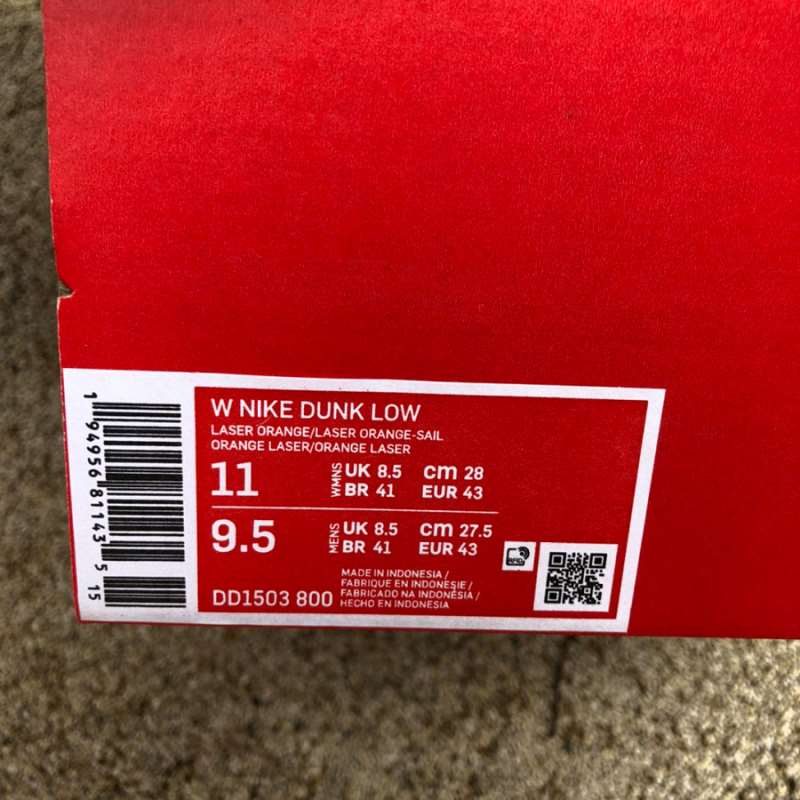 W NIKE DUNK LOW
LASER ORANGE/LASER ORANGE-SAIL
ORANGE LASER/ORANGE LASER
11 WMNS UK 8.5 cm 28
BR 41 EUR 43
9.5 MENS UK 8.5 cm 27.5
BR 41 EUR 43
MADE IN INDONESIA /
FABRIQUE EN INDONESIE /
FABRICADO NA INDONÉSIA /
HECHO EN INDONESIA
DD1503 800
RFID
1 94956 81143 5 15